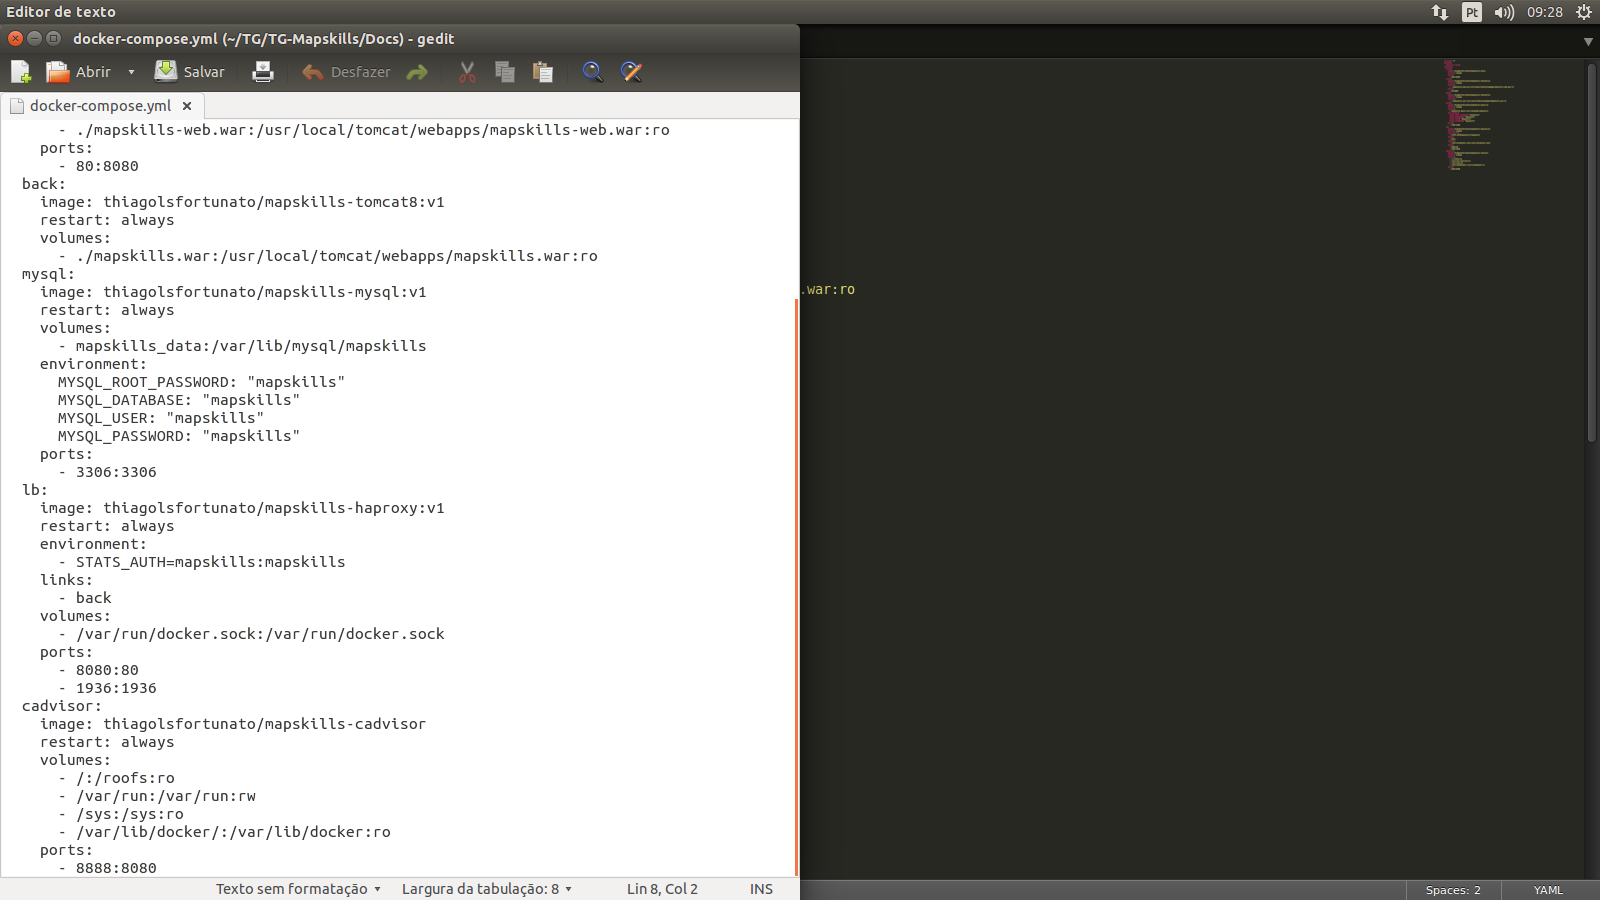 Editor de texto
Pt
09:28
docker-compose.yml (~/TG/TG-Mapskills/Docs) - gedit
Abrir
Salvar
Desfazer
docker-compose.yml
- ./mapskills-web.war:/usr/local/tomcat/webapps/mapskills-web.war:ro
ports:
- 80:8080
back:
image: thiagolsfortunato/mapskills-tomcat8:v1
restart: always
volumes:
- ./mapskills.war:/usr/local/tomcat/webapps/mapskills.war:ro
mysql:
image: thiagolsfortunato/mapskills-mysql:v1
restart: always
volumes:
- mapskills_data:/var/lib/mysql/mapskills
environment:
MYSQL_ROOT_PASSWORD: "mapskills"
MYSQL_DATABASE: "mapskills"
MYSQL_USER: "mapskills"
MYSQL_PASSWORD: "mapskills"
ports:
- 3306:3306
lb:
image: thiagolsfortunato/mapskills-haproxy:v1
restart: always
environment:
- STATS_AUTH=mapskills:mapskills
links:
- back
volumes:
- /var/run/docker.sock:/var/run/docker.sock
ports:
- 8080:80
- 1936:1936
cadvisor:
image: thiagolsfortunato/mapskills-cadvisor
restart: always
volumes:
- /:/roofs:ro
- /var/run:/var/run:rw
- /sys:/sys:ro
- /var/lib/docker/:/var/lib/docker:ro
ports:
- 8888:8080
.war:ro
Texto sem formatação
Largura da tabulação: 8
Lin 8, Col 2
INS
Spaces: 2
YAML